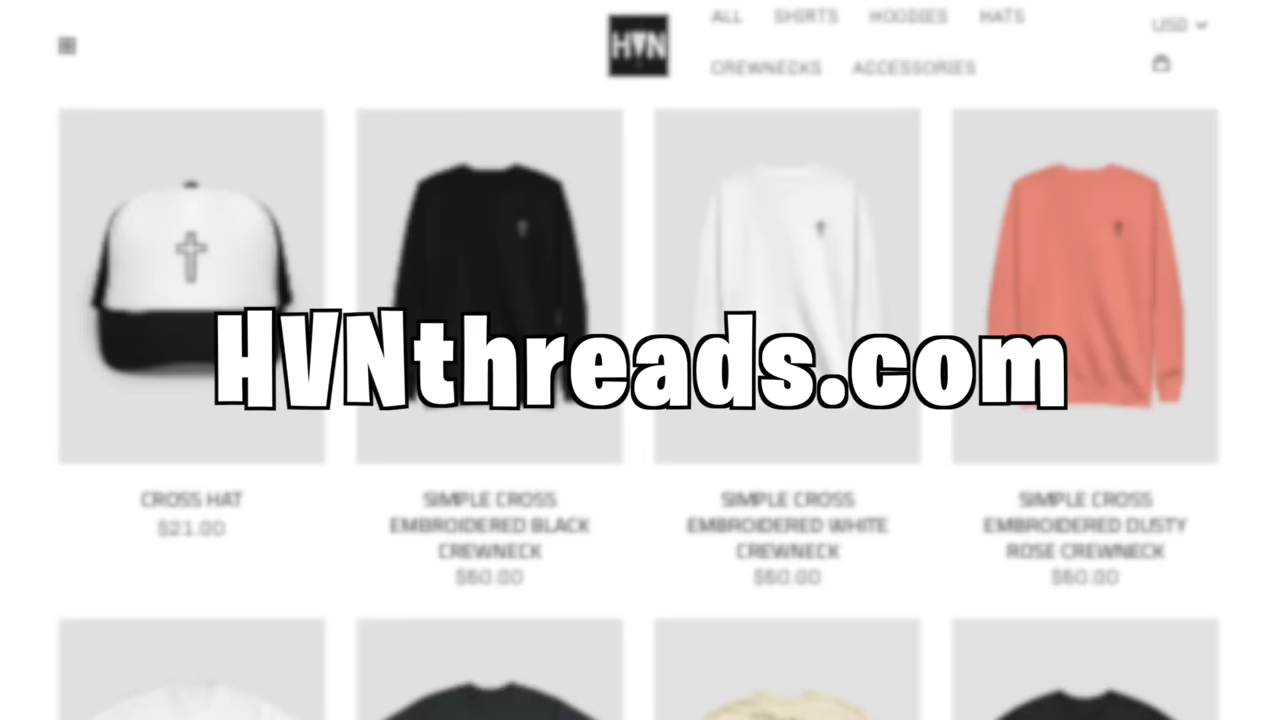 HVN
ALL SHIRTS HOODIES HATS
USD
CREWNECKS ACCESSORIES
HVNthreads.com
CROSS HAT
$21.00
SIMPLE CROSS
EMBROIDERED BLACK
CREWNECK
$60.00
SIMPLE CROSS
EMBROIDERED WHITE
CREWNECK
$60.00
SIMPLE CROSS
EMBROIDERED DUSTY
ROSE CREWNECK
$60.00